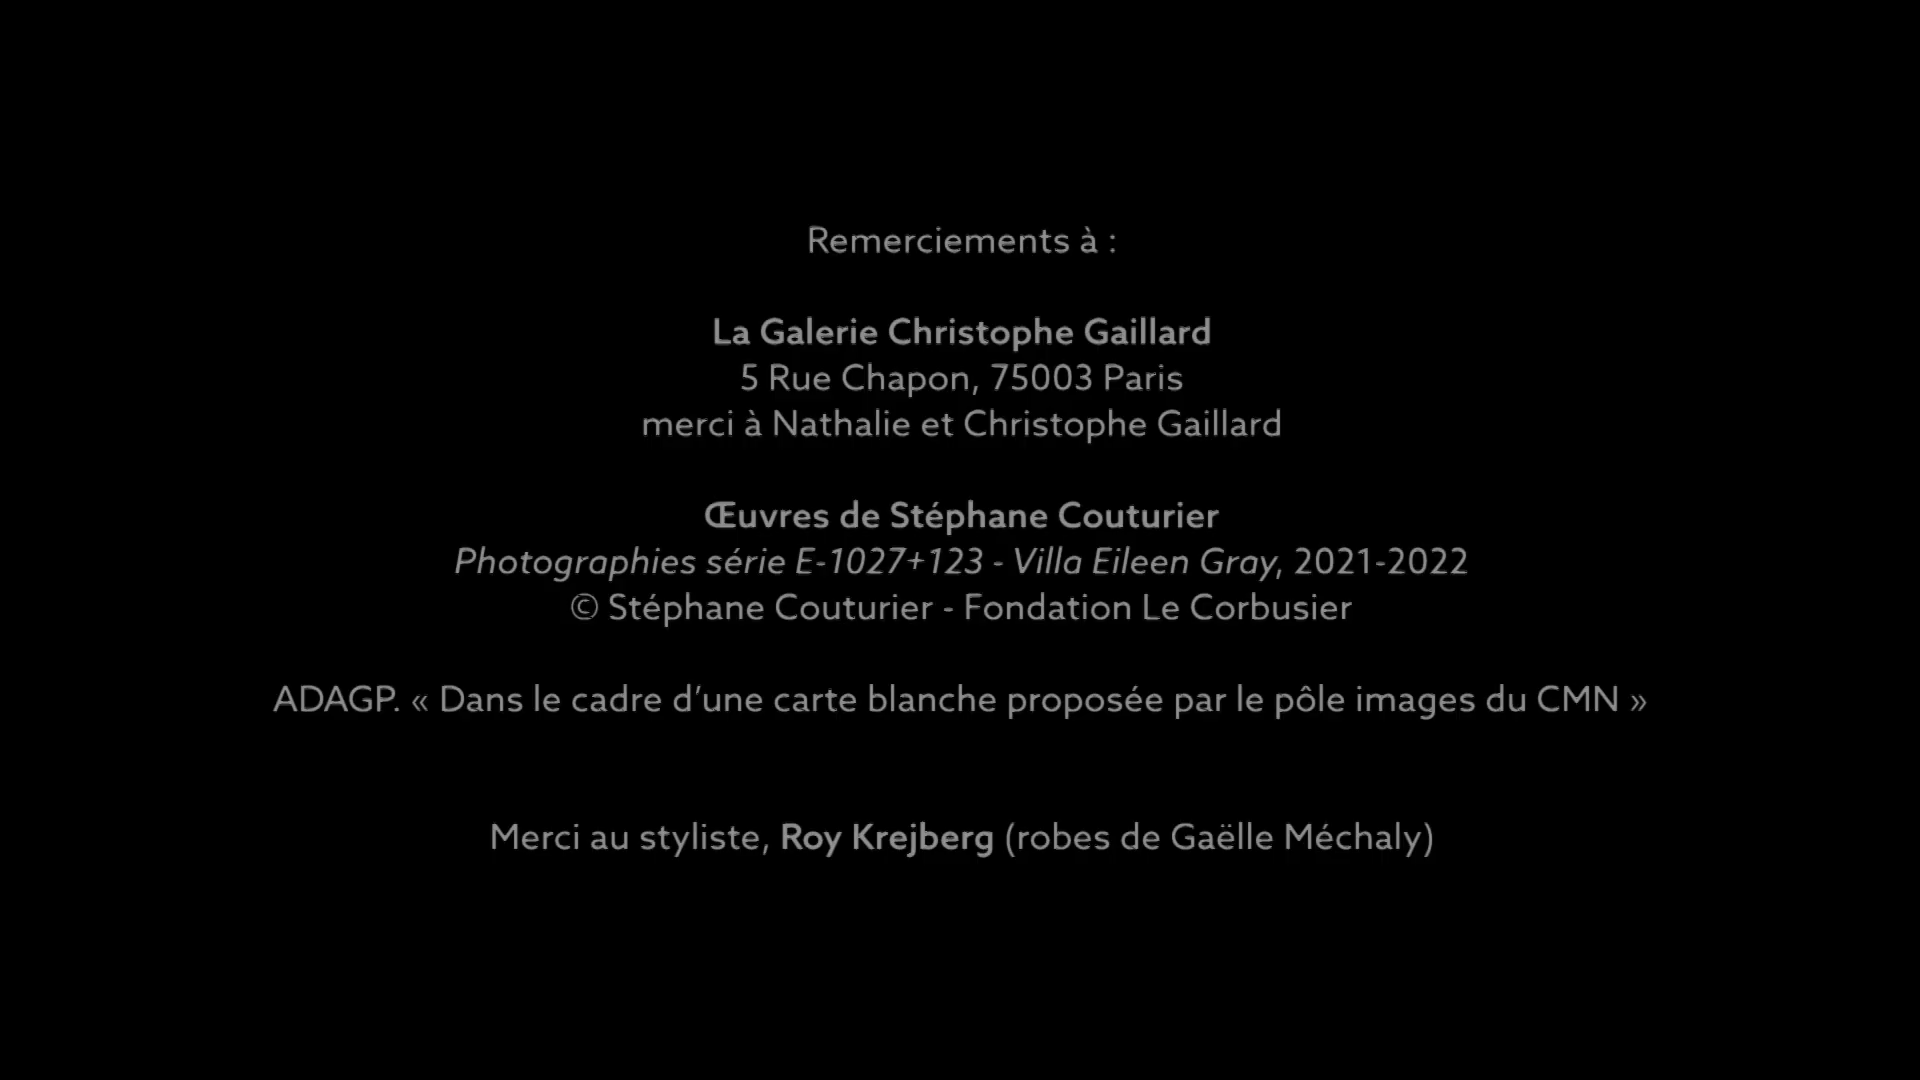 Remerciements à :
La Galerie Christophe Gaillard
5 Rue Chapon, 75003 Paris
merci à Nathalie et Christophe Gaillard
Œuvres de Stéphane Couturier
Photographies série E-1027+123 - Villa Eileen Gray, 2021-2022
© Stéphane Couturier - Fondation Le Corbusier
ADAGP. « Dans le cadre d’une carte blanche proposée par le pôle images du CMN »
Merci au styliste, Roy Krejberg (robes de Gaëlle Méchaly)